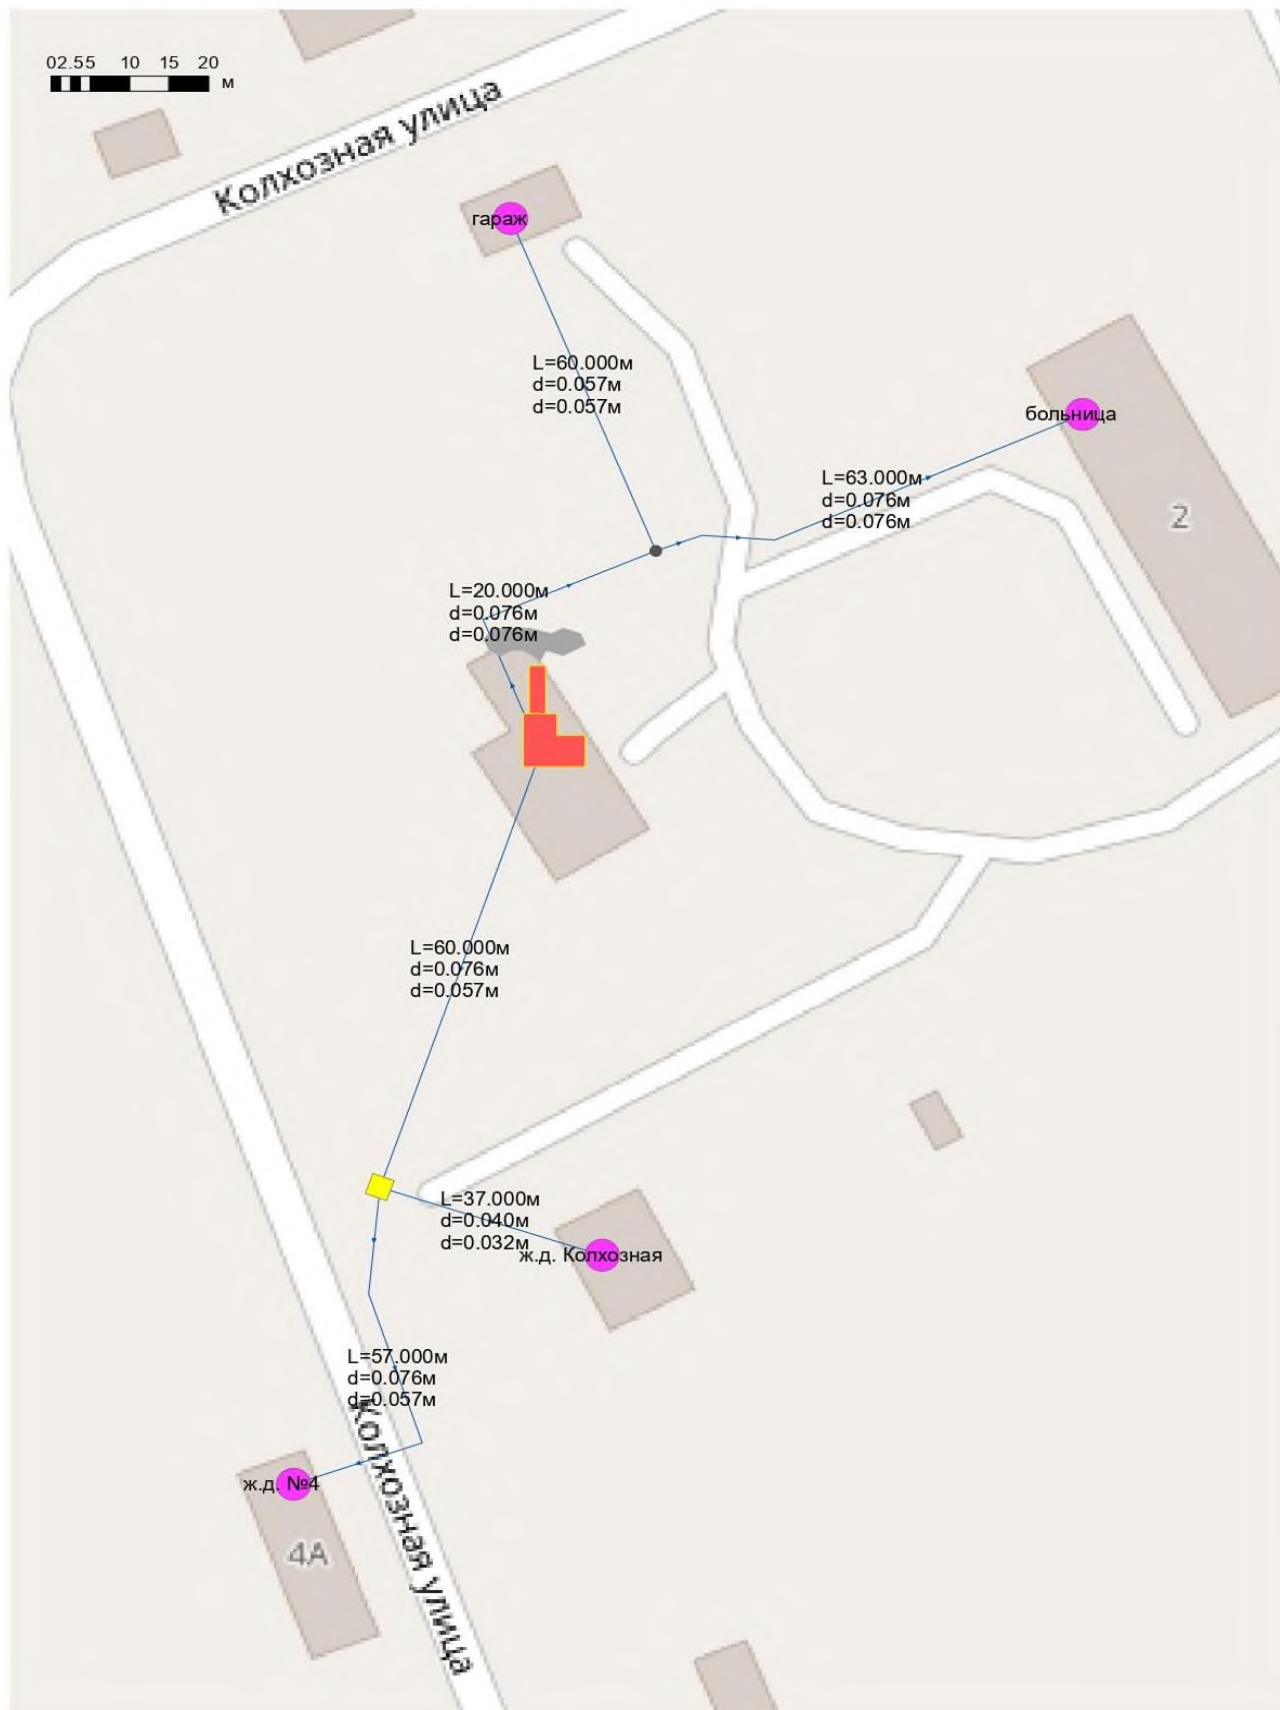 02.55 10 15 20
м
Колхозная улица
гараж
L=60.000м
d=0.057м
d=0.057м
больница
L=63.000м
d=0.076м
d=0.076м
2
L=20.000м
d=0.076м
d=0.076м
L=60.000м
d=0.076м
d=0.057м
L=37.000м
d=0.040м
d=0.032м
ж.д. Колхозная
L=57.000м
d=0.076м
d=0.057м
Колхозная улица
ж.д. №4
4А